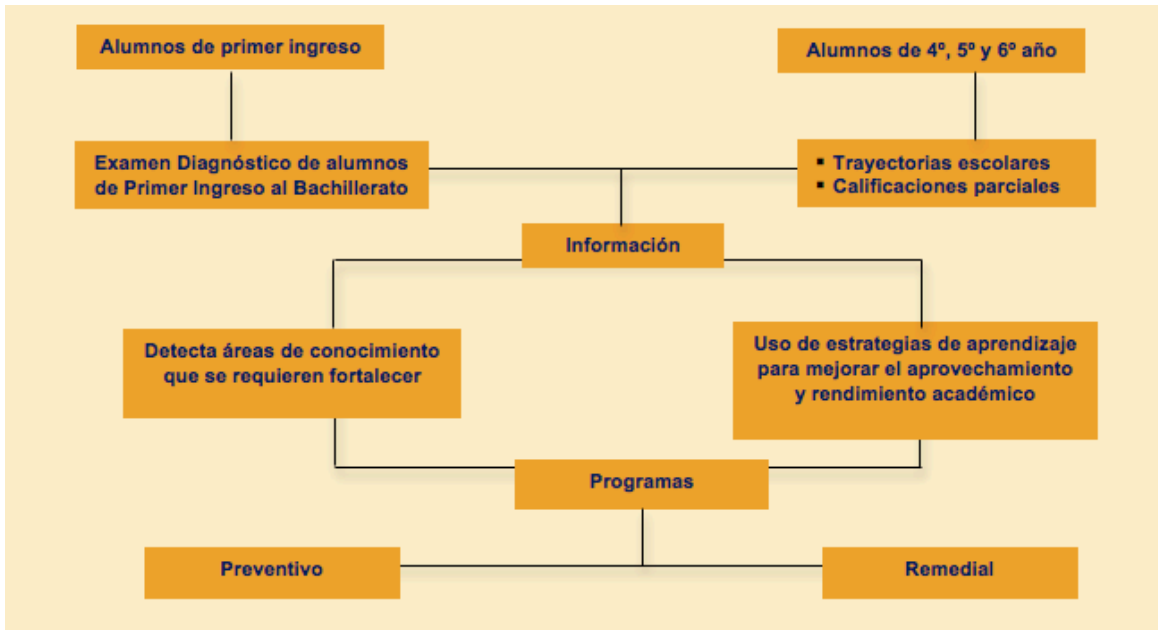 Alumnos de primer ingreso
Alumnos de 4º, 5º y 6º año
Examen Diagnóstico de alumnos
de Primer Ingreso al Bachillerato
▪ Trayectorias escolares
▪ Calificaciones parciales
Información
Detecta áreas de conocimiento
que se requieren fortalecer
Uso de estrategias de aprendizaje
para mejorar el aprovechamiento
y rendimiento académico
Programas
Preventivo
Remedial